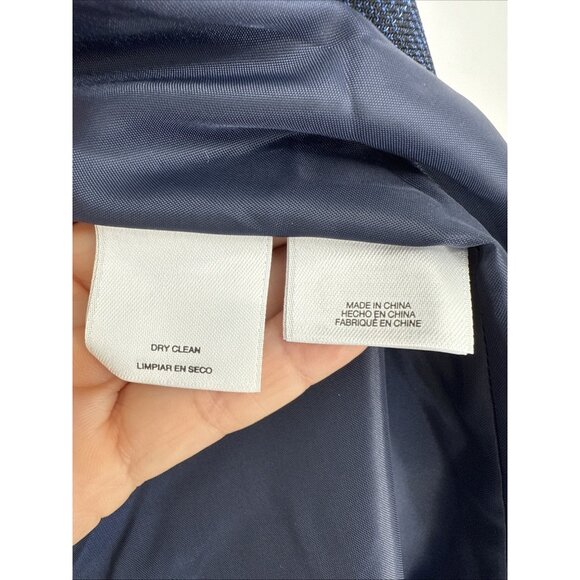 DRY CLEAN
LIMPIAR EN SECO
MADE IN CHINA
HECHO EN CHINA
FABRIQUÉ EN CHINE